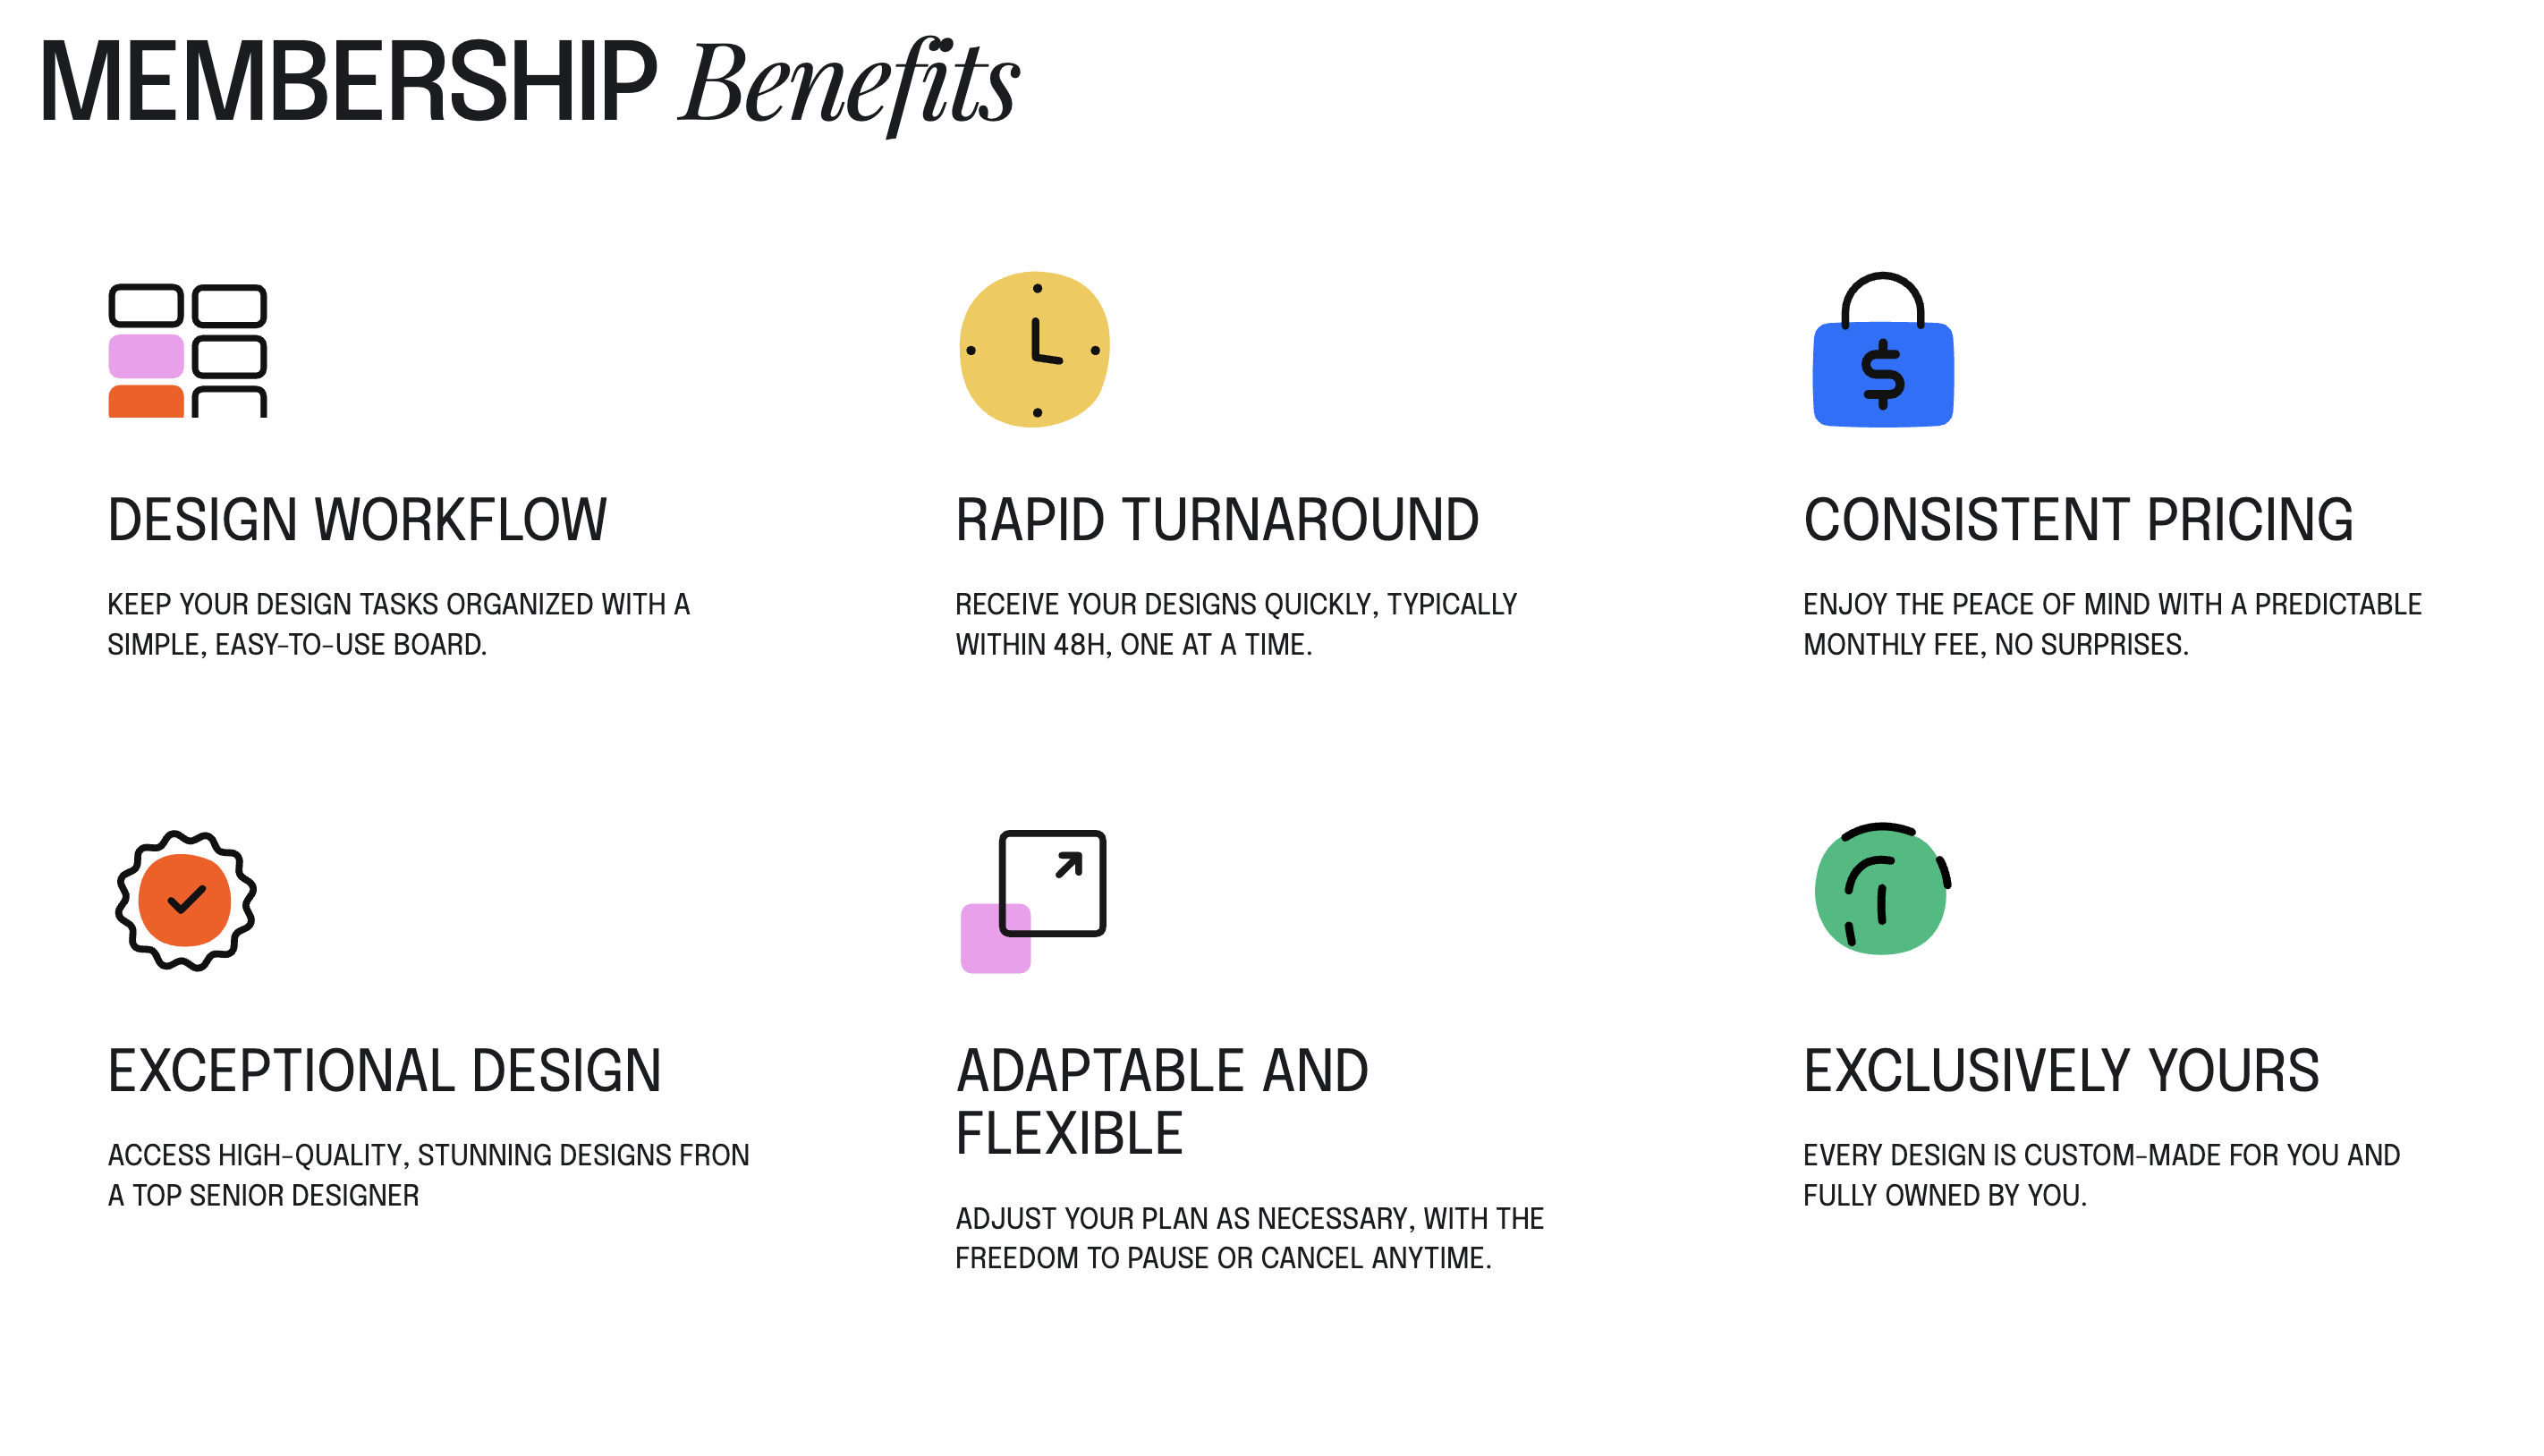 MEMBERSHIP Benefits
DESIGN WORKFLOW
KEEP YOUR DESIGN TASKS ORGANIZED WITH A
SIMPLE, EASY-TO-USE BOARD.
RAPID TURNAROUND
RECEIVE YOUR DESIGNS QUICKLY, TYPICALLY
WITHIN 48H, ONE AT A TIME.
$
CONSISTENT PRICING
ENJOY THE PEACE OF MIND WITH A PREDICTABLE
MONTHLY FEE, NO SURPRISES.
EXCEPTIONAL DESIGN
ACCESS HIGH-QUALITY, STUNNING DESIGNS FRON
A TOP SENIOR DESIGNER
ADAPTABLE AND
FLEXIBLE
ADJUST YOUR PLAN AS NECESSARY, WITH THE
FREEDOM TO PAUSE OR CANCEL ANYTIME.
EXCLUSIVELY YOURS
EVERY DESIGN IS CUSTOM-MADE FOR YOU AND
FULLY OWNED BY YOU.